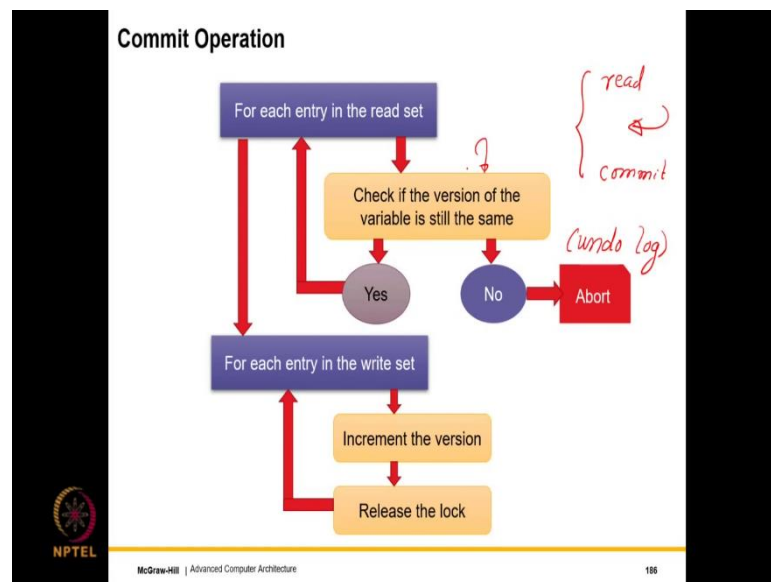 Commit Operation
For each entry in the read set
read
commit
?
Check if the version of the
variable is still the same
(undo log)
Yes
No
Abort
For each entry in the write set
Increment the version
Release the lock
NPTEL
McGraw-Hill | Advanced Computer Architecture
186